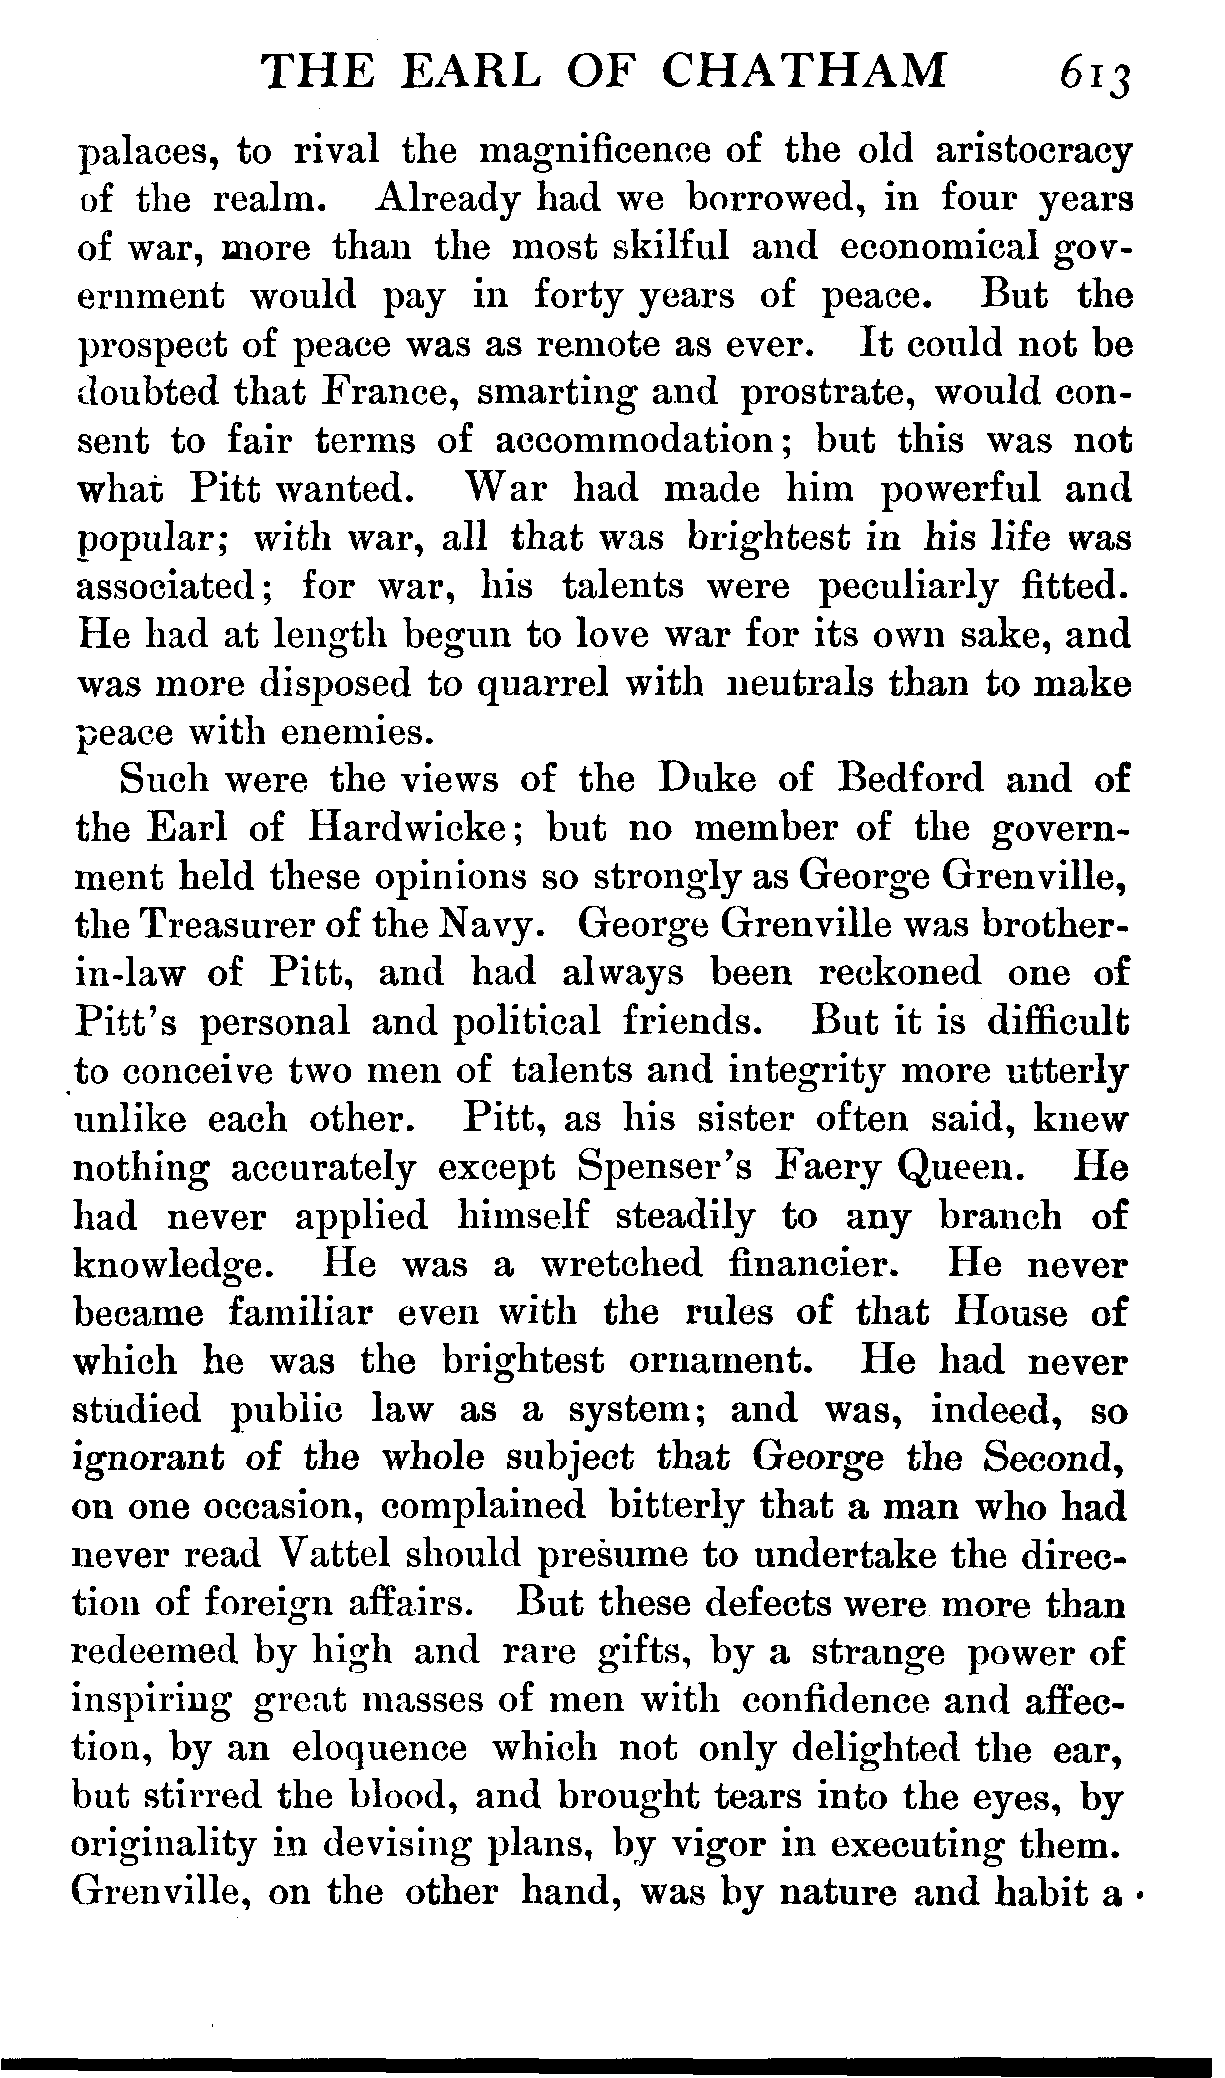 THE EARL OF CHATHAM 613
palaces, to rival the magnificence of the old aristocracy
of the realm. Already had we borrowed, in four years
of war, more than the most skilful and economical gov-
ernment would pay in forty years of peace. But the
prospect of peace was as remote as ever. It could not be
doubted that France, smarting and prostrate, would con-
sent to fair terms of accommodation; but this was not
what Pitt wanted. War had made him powerful and
popular; with war, all that was brightest in his life was
associated; for war, his talents were peculiarly fitted.
He had at length begun to love war for its own sake, and
was more disposed to quarrel with neutrals than to make
peace with enemies.
Such were the views of the Duke of Bedford and of
the Earl of Hardwicke; but no member of the govern-
ment held these opinions so strongly as George Grenville,
the Treasurer of the Navy. George Grenville was brother-
in-law of Pitt, and had always been reckoned one of
Pitt's personal and political friends. But it is difficult
to conceive two men of talents and integrity more utterly
unlike each other. Pitt, as his sister often said, knew
nothing accurately except Spenser's Faery Queen. He
had never applied himself steadily to any branch of
knowledge. He was a wretched financier. He never
became familiar even with the rules of that House of
which he was the brightest ornament. He had never
studied public law as a system; and was, indeed, so
ignorant of the whole subject that George the Second,
on one occasion, complained bitterly that a man who had
never read Vattel should presume to undertake the direc-
tion of foreign affairs. But these defects were more than
redeemed by high and rare gifts, by a strange power of
inspiring great masses of men with confidence and affec-
tion, by an eloquence which not only delighted the ear,
but stirred the blood, and brought tears into the eyes, by
originality in devising plans, by vigor in executing them.
Grenville, on the other hand, was by nature and habit a